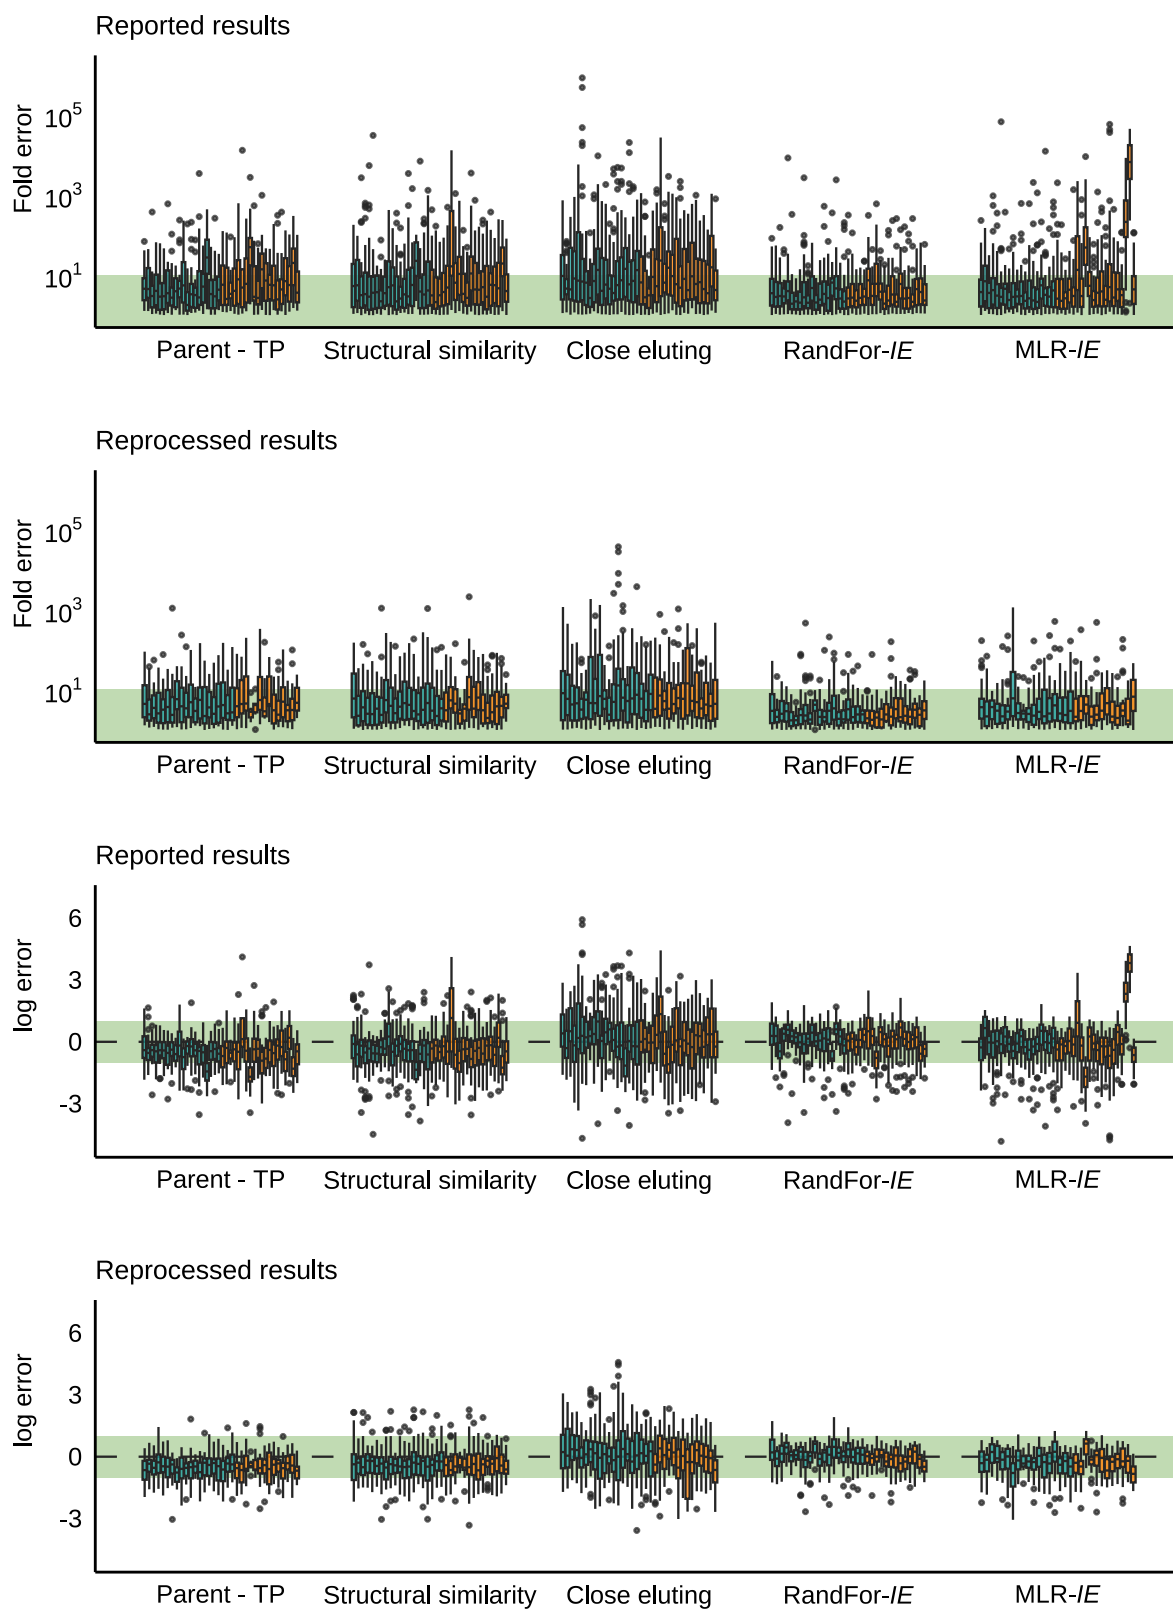 Reported results
Fold error
10^5
10^3
10^1
Parent - TP Structural similarity Close eluting RandFor-IE MLR-IE
Reprocessed results
Fold error
10^5
10^3
10^1
Parent - TP Structural similarity Close eluting RandFor-IE MLR-IE
Reported results
log error
6
3
0
-3
Parent - TP Structural similarity Close eluting RandFor-IE MLR-IE
Reprocessed results
log error
6
3
0
-3
Parent - TP Structural similarity Close eluting RandFor-IE MLR-IE